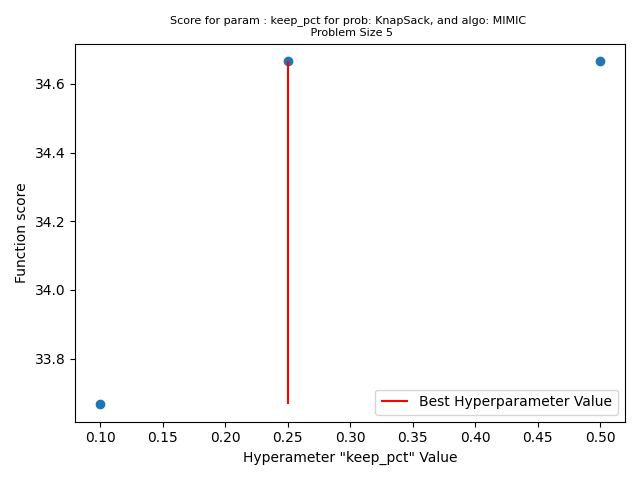 Score for param : keep_pct for prob: KnapSack, and algo: MIMIC
Problem Size 5
34.6
34.4
34.2
34.0
33.8
Function score
Best Hyperparameter Value
0.10 0.15 0.20 0.25 0.30 0.35 0.40 0.45 0.50
Hyperameter "keep_pct" Value